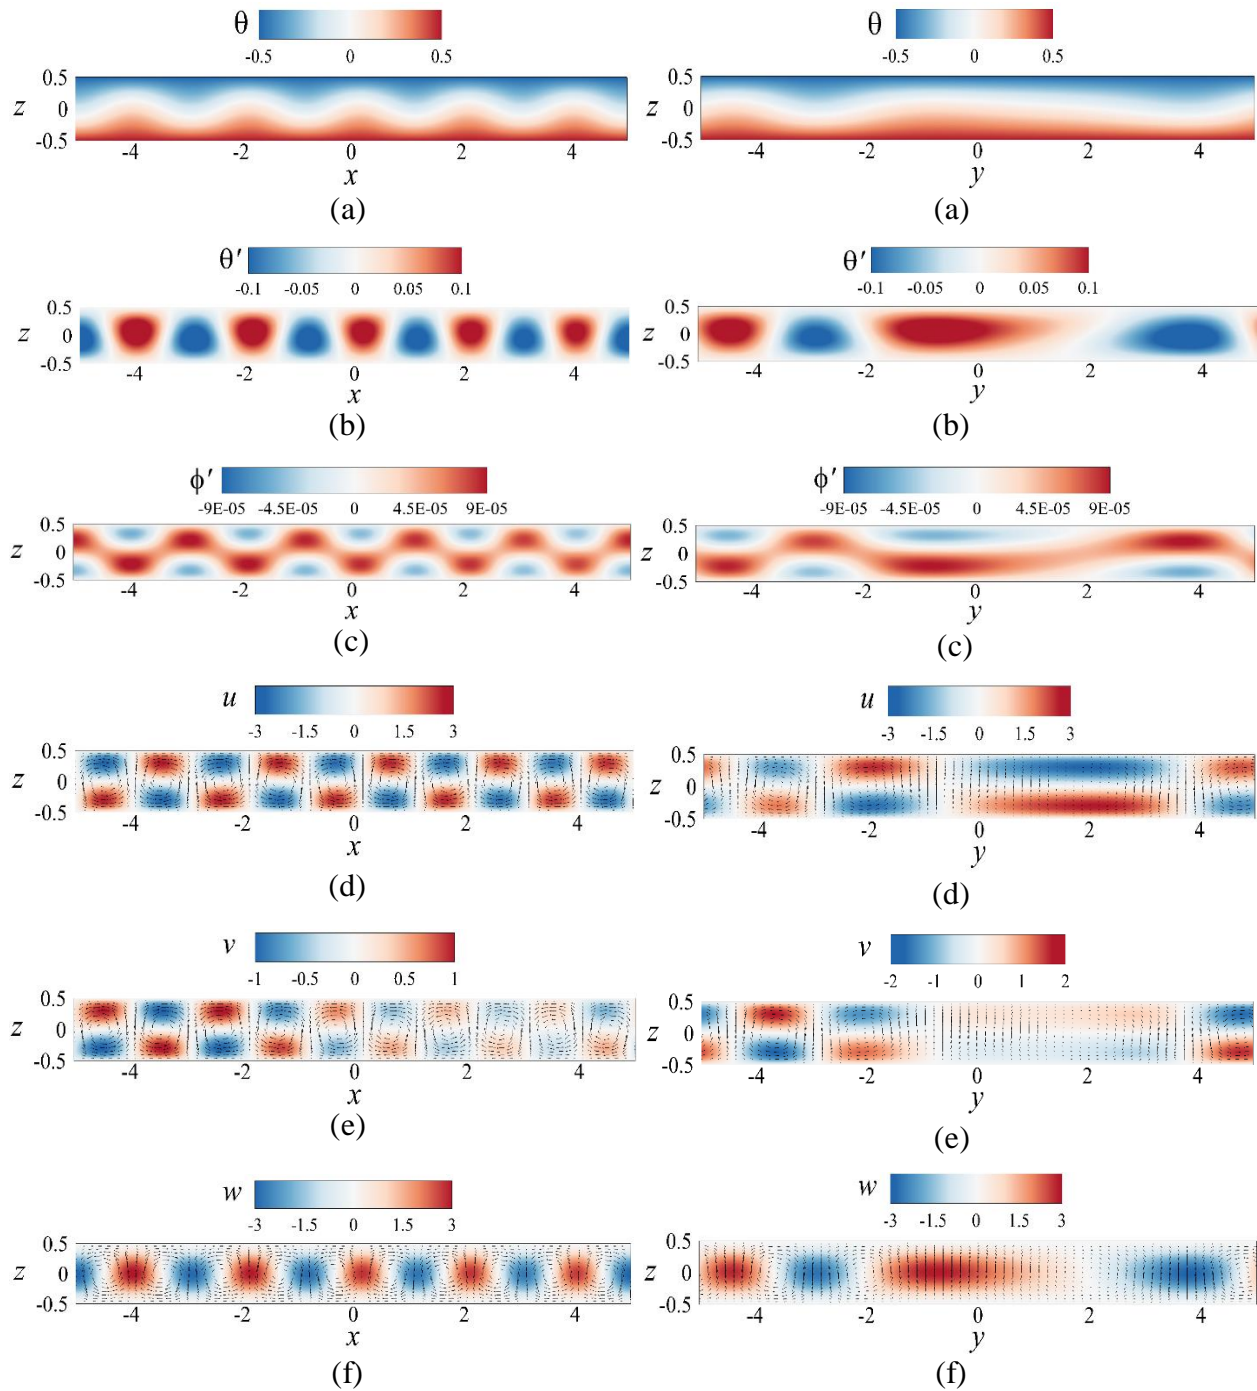 θ θ
-0.5 0 0.5 -0.5 0 0.5
0.5 0.5
z 0 z 0
-0.5 -0.5
-4 -2 0 2 4 -4 -2 0 2 4
x y
(a) (a)
θ′ θ′
-0.1 -0.05 0 0.05 0.1 -0.1 -0.05 0 0.05 0.1
0.5 0.5
z 0 z 0
-0.5 -0.5
-4 -2 0 2 4 -4 -2 0 2 4
x y
(b) (b)
ϕ′ ϕ′
-9E-05 -4.5E-05 0 4.5E-05 9E-05 -9E-05 -4.5E-05 0 4.5E-05 9E-05
0.5 0.5
z 0 z 0
-0.5 -0.5
-4 -2 0 2 4 -4 -2 0 2 4
x y
(c) (c)
u u
-3 -1.5 0 1.5 3 -3 -1.5 0 1.5 3
0.5 0.5
z 0 z 0
-0.5 -0.5
-4 -2 0 2 4 -4 -2 0 2 4
x y
(d) (d)
v v
-1 -0.5 0 0.5 1 -2 -1 0 1 2
0.5 0.5
z 0 z 0
-0.5 -0.5
-4 -2 0 2 4 -4 -2 0 2 4
x y
(e) (e)
w w
-3 -1.5 0 1.5 3 -3 -1.5 0 1.5 3
0.5 0.5
z 0 z 0
-0.5 -0.5
-4 -2 0 2 4 -4 -2 0 2 4
x y
(f) (f)